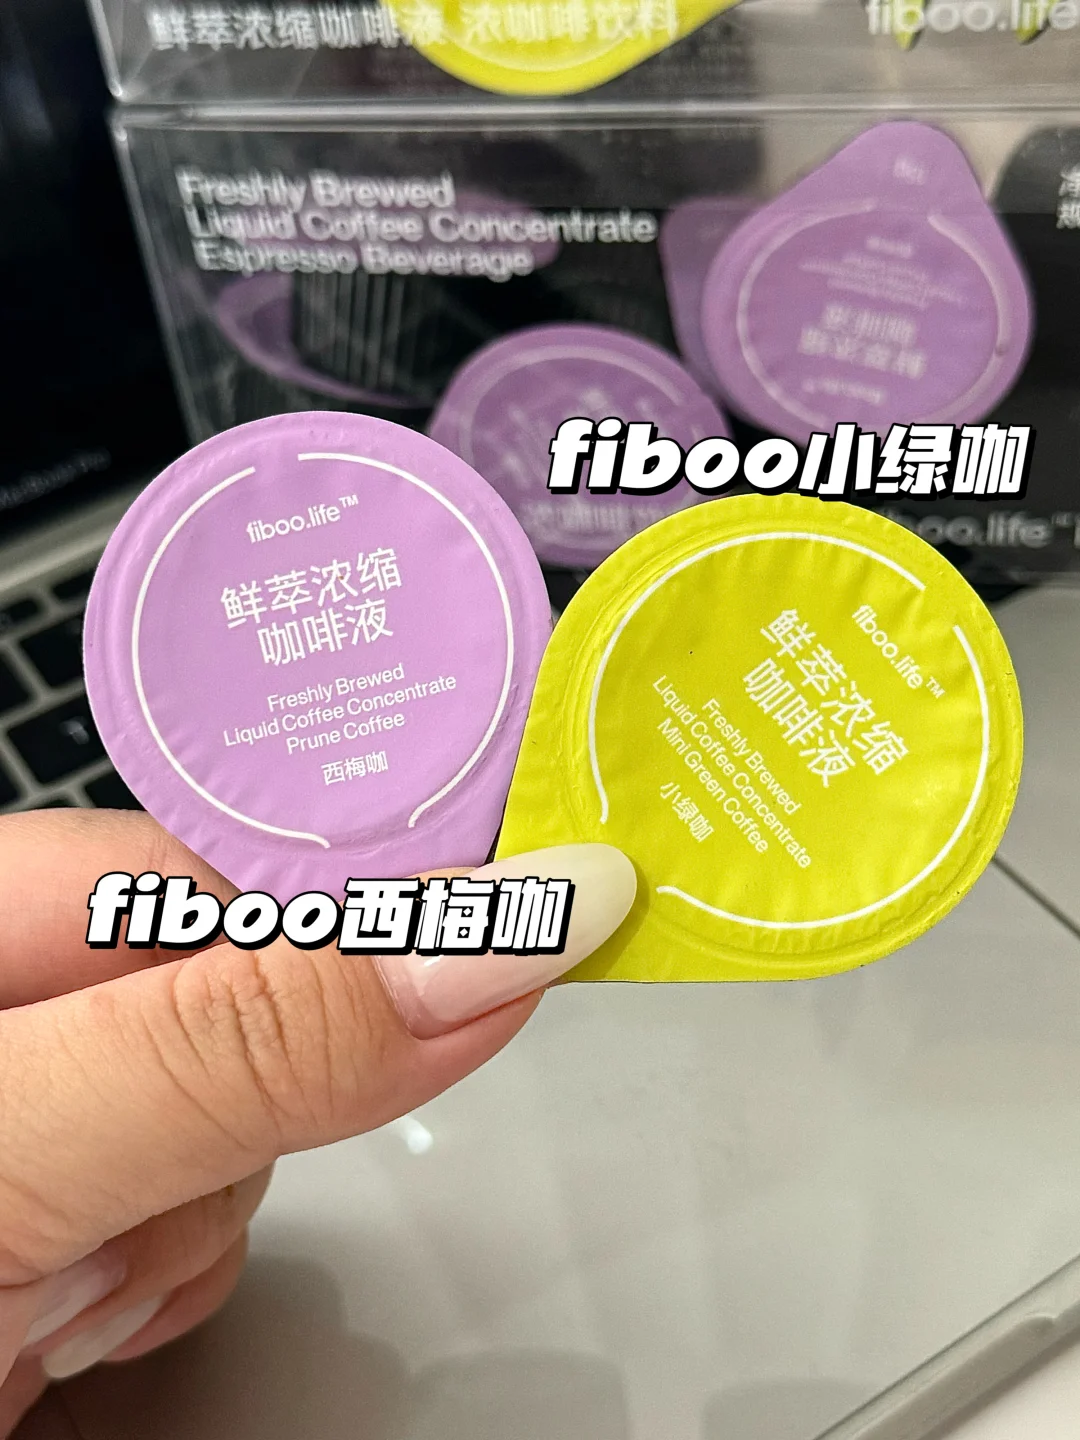 鲜萃浓缩咖啡液 浓咖啡饮料
fiboo.life
Freshly Brewed
Liquid Coffee Concentrate
Espresso Beverage
fiboo小绿咖
fiboo.life™
鲜萃浓缩
咖啡液
Freshly Brewed
Liquid Coffee Concentrate
Prune Coffee
西梅咖
fiboo.life™
鲜萃浓缩
咖啡液
Freshly Brewed
Liquid Coffee Concentrate
Mini Green Coffee
小绿咖
fiboo西梅咖